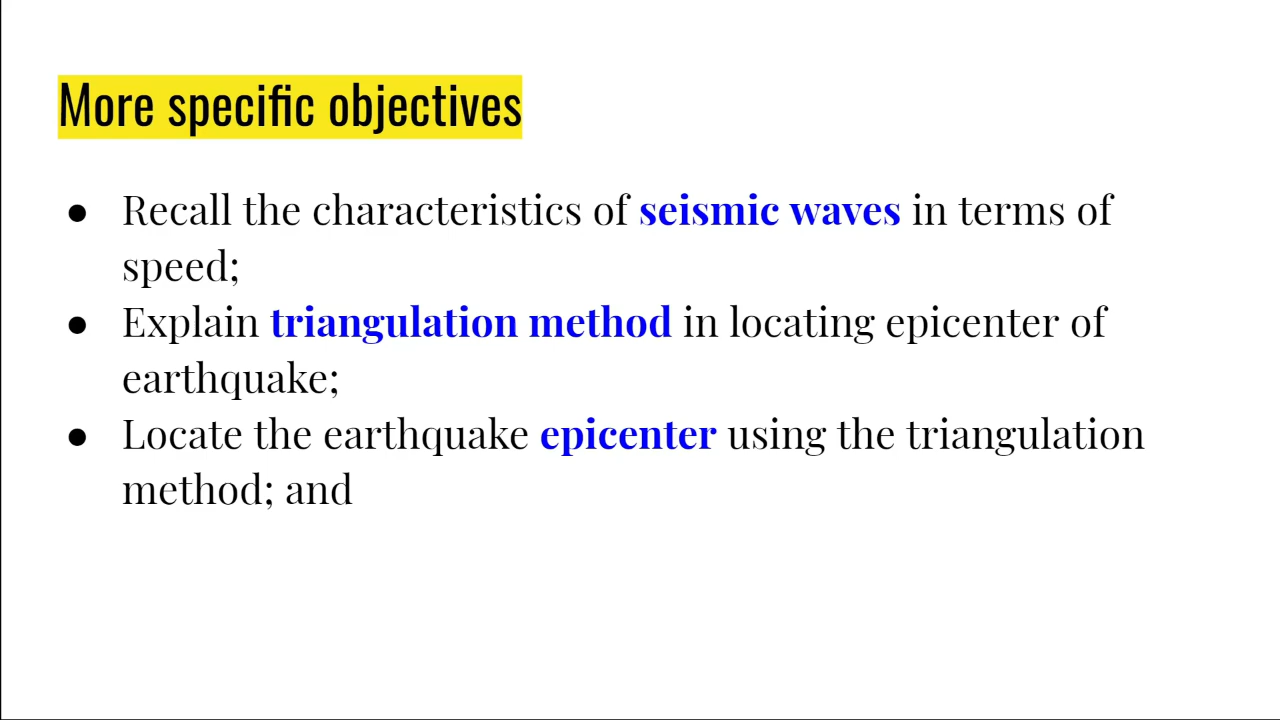 More specific objectives
● Recall the characteristics of seismic waves in terms of
speed;
● Explain triangulation method in locating epicenter of
earthquake;
● Locate the earthquake epicenter using the triangulation
method; and